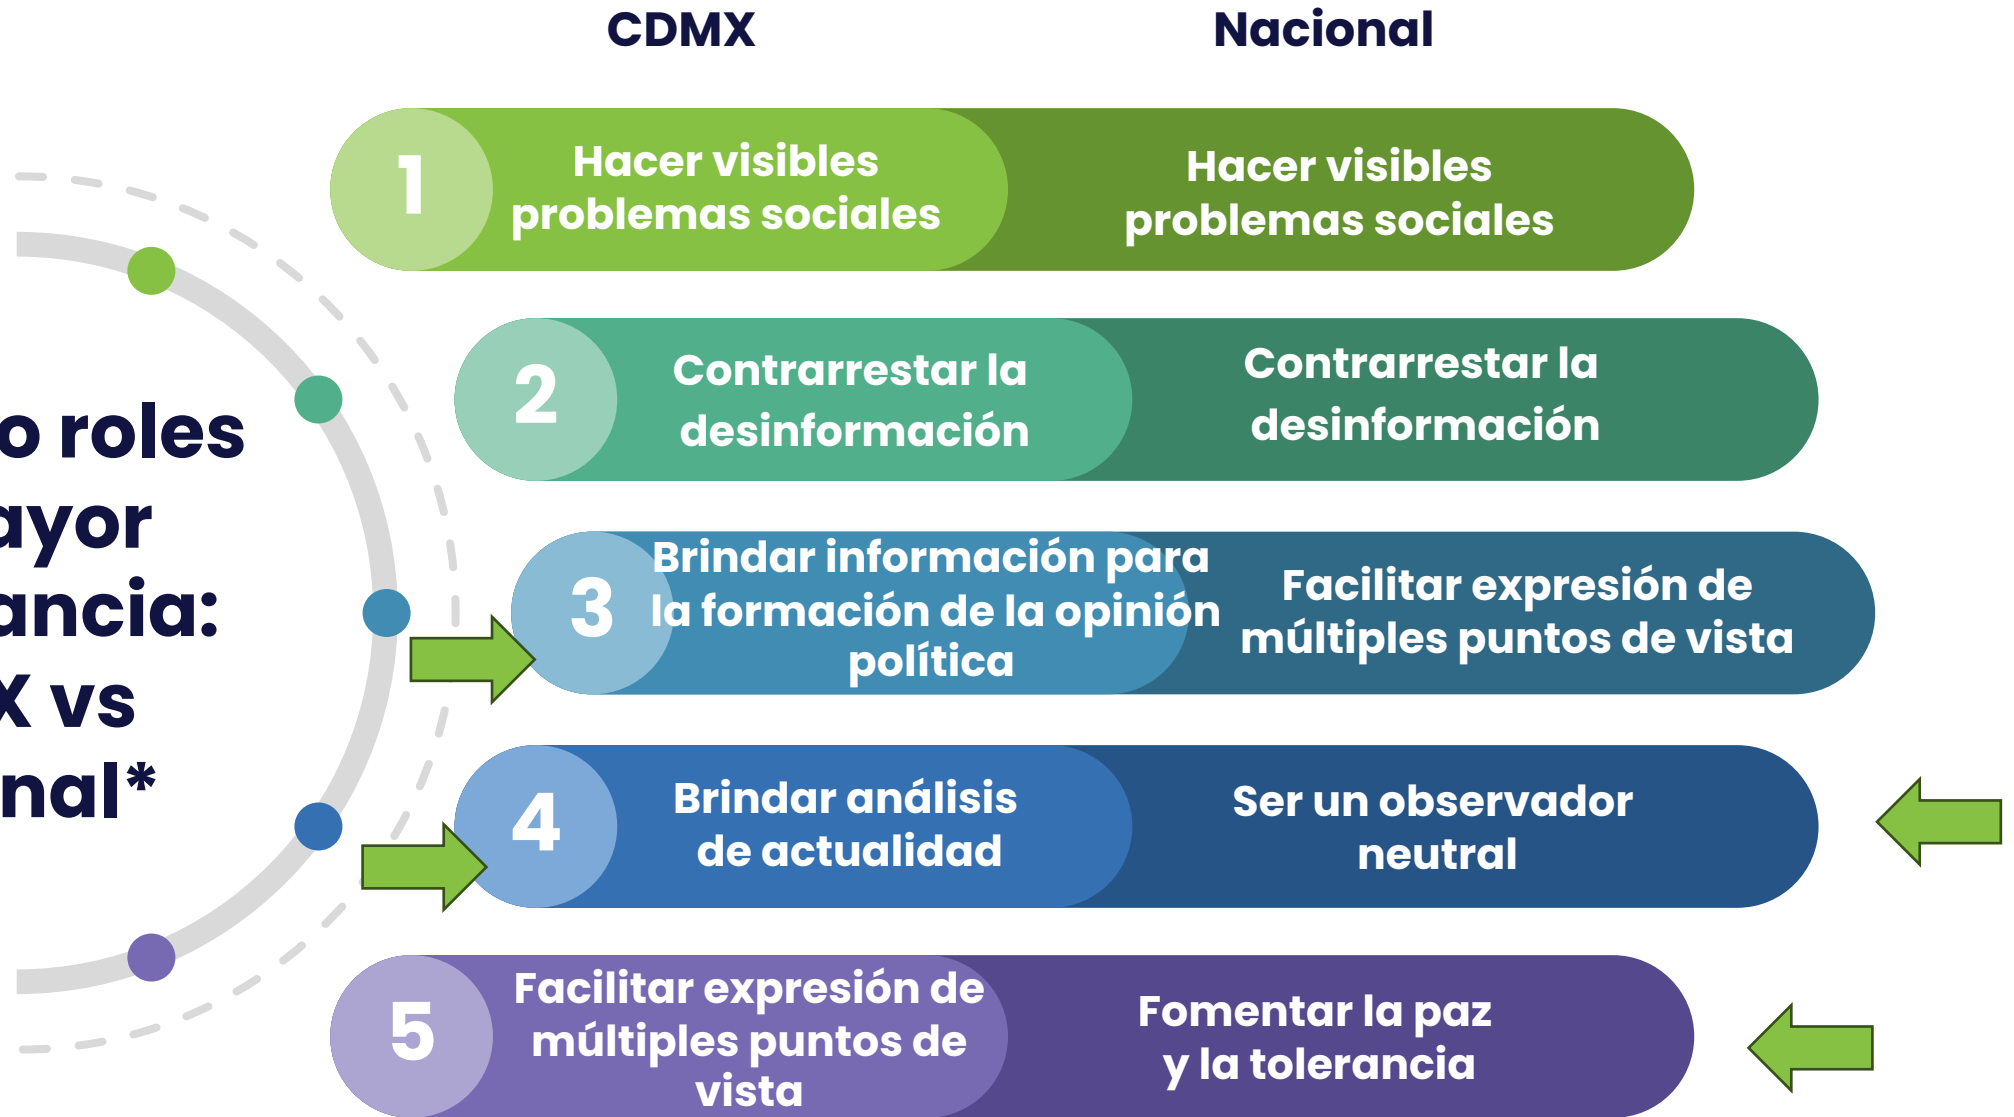 CDMX
Nacional
o roles
ayor
ancia:
X vs
nal*
1
Hacer visibles
problemas sociales
Hacer visibles
problemas sociales
2
Contrarrestar la
desinformación
Contrarrestar la
desinformación
3
Brindar información para
la formación de la opinión
política
Facilitar expresión de
múltiples puntos de vista
4
Brindar análisis
de actualidad
Ser un observador
neutral
5
Facilitar expresión de
múltiples puntos de
vista
Fomentar la paz
y la tolerancia